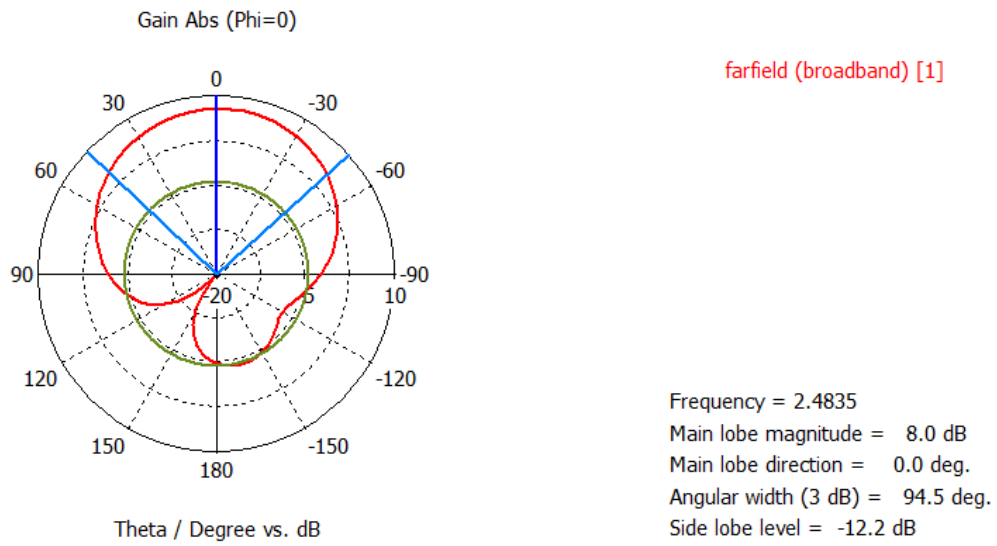 Gain Abs (Phi=0)
farfield (broadband) [1]
0
30
-30
60
-60
90
-20
5
10
-90
120
-120
150
-150
180
Theta / Degree vs. dB
Frequency = 2.4835
Main lobe magnitude = 8.0 dB
Main lobe direction = 0.0 deg.
Angular width (3 dB) = 94.5 deg.
Side lobe level = -12.2 dB